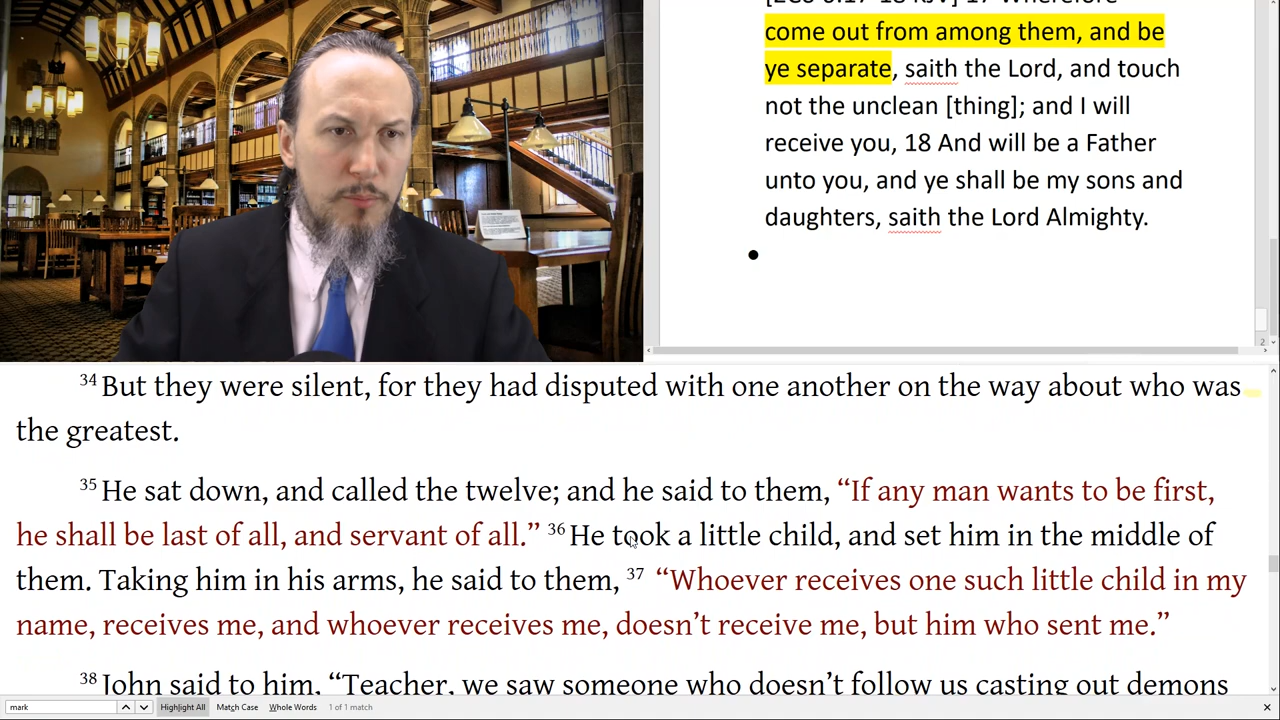 [2Co 6:17-18 KJV] 17 Wherefore
come out from among them, and be
ye separate, saith the Lord, and touch
not the unclean [thing]; and I will
receive you, 18 And will be a Father
unto you, and ye shall be my sons and
daughters, saith the Lord Almighty.
•
2
34 But they were silent, for they had disputed with one another on the way about who was
the greatest.
35 He sat down, and called the twelve; and he said to them, “If any man wants to be first,
he shall be last of all, and servant of all.” 36 He took a little child, and set him in the middle of
them. Taking him in his arms, he said to them, 37 “Whoever receives one such little child in my
name, receives me, and whoever receives me, doesn’t receive me, but him who sent me.”
38 John said to him, “Teacher, we saw someone who doesn’t follow us casting out demons
mark Highlight All Match Case Whole Words 1 of 1 match